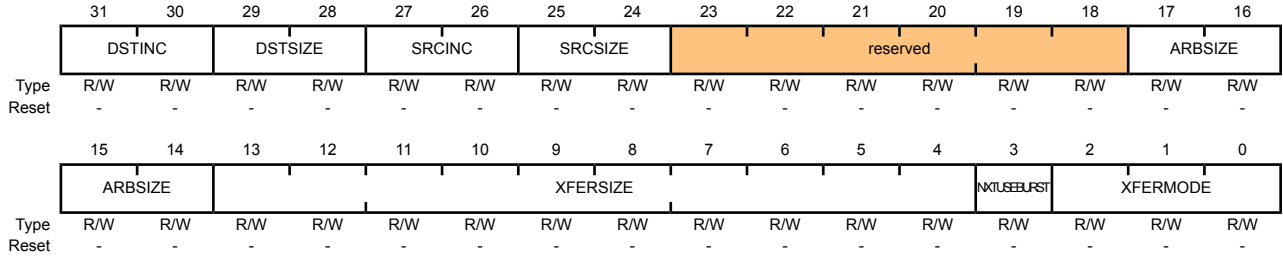 31 30 29 28 27 26 25 24 23 22 21 20 19 18 17 16
DSTINC DSTSIZE SRCINC SRCSIZE reserved ARBSIZE
Type R/W R/W R/W R/W R/W R/W R/W R/W R/W R/W R/W R/W R/W R/W R/W R/W
Reset - - - - - - - - - - - - - - - -
15 14 13 12 11 10 9 8 7 6 5 4 3 2 1 0
ARBSIZE XFERSIZE NXTUSEBURST XFERMODE
Type R/W R/W R/W R/W R/W R/W R/W R/W R/W R/W R/W R/W R/W R/W R/W R/W
Reset - - - - - - - - - - - - - - - -